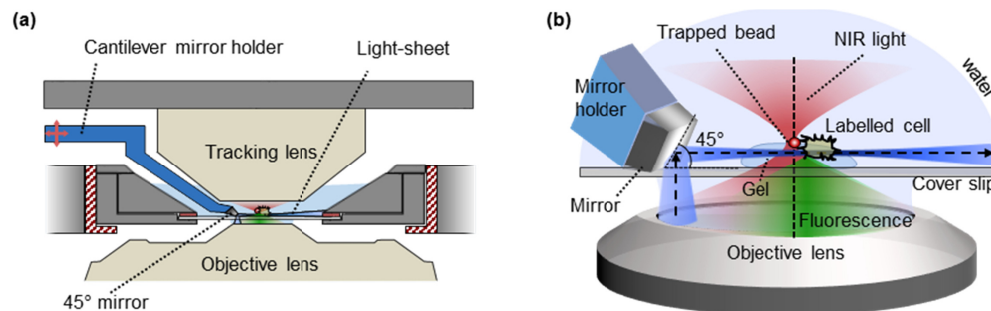 (a)
Cantilever mirror holder
Light-sheet
Tracking lens
Objective lens
45° mirror
(b)
Trapped bead
NIR light
water
Mirror
holder
45°
Labelled cell
Gel
Cover slip
Mirror
Fluorescence
Objective lens